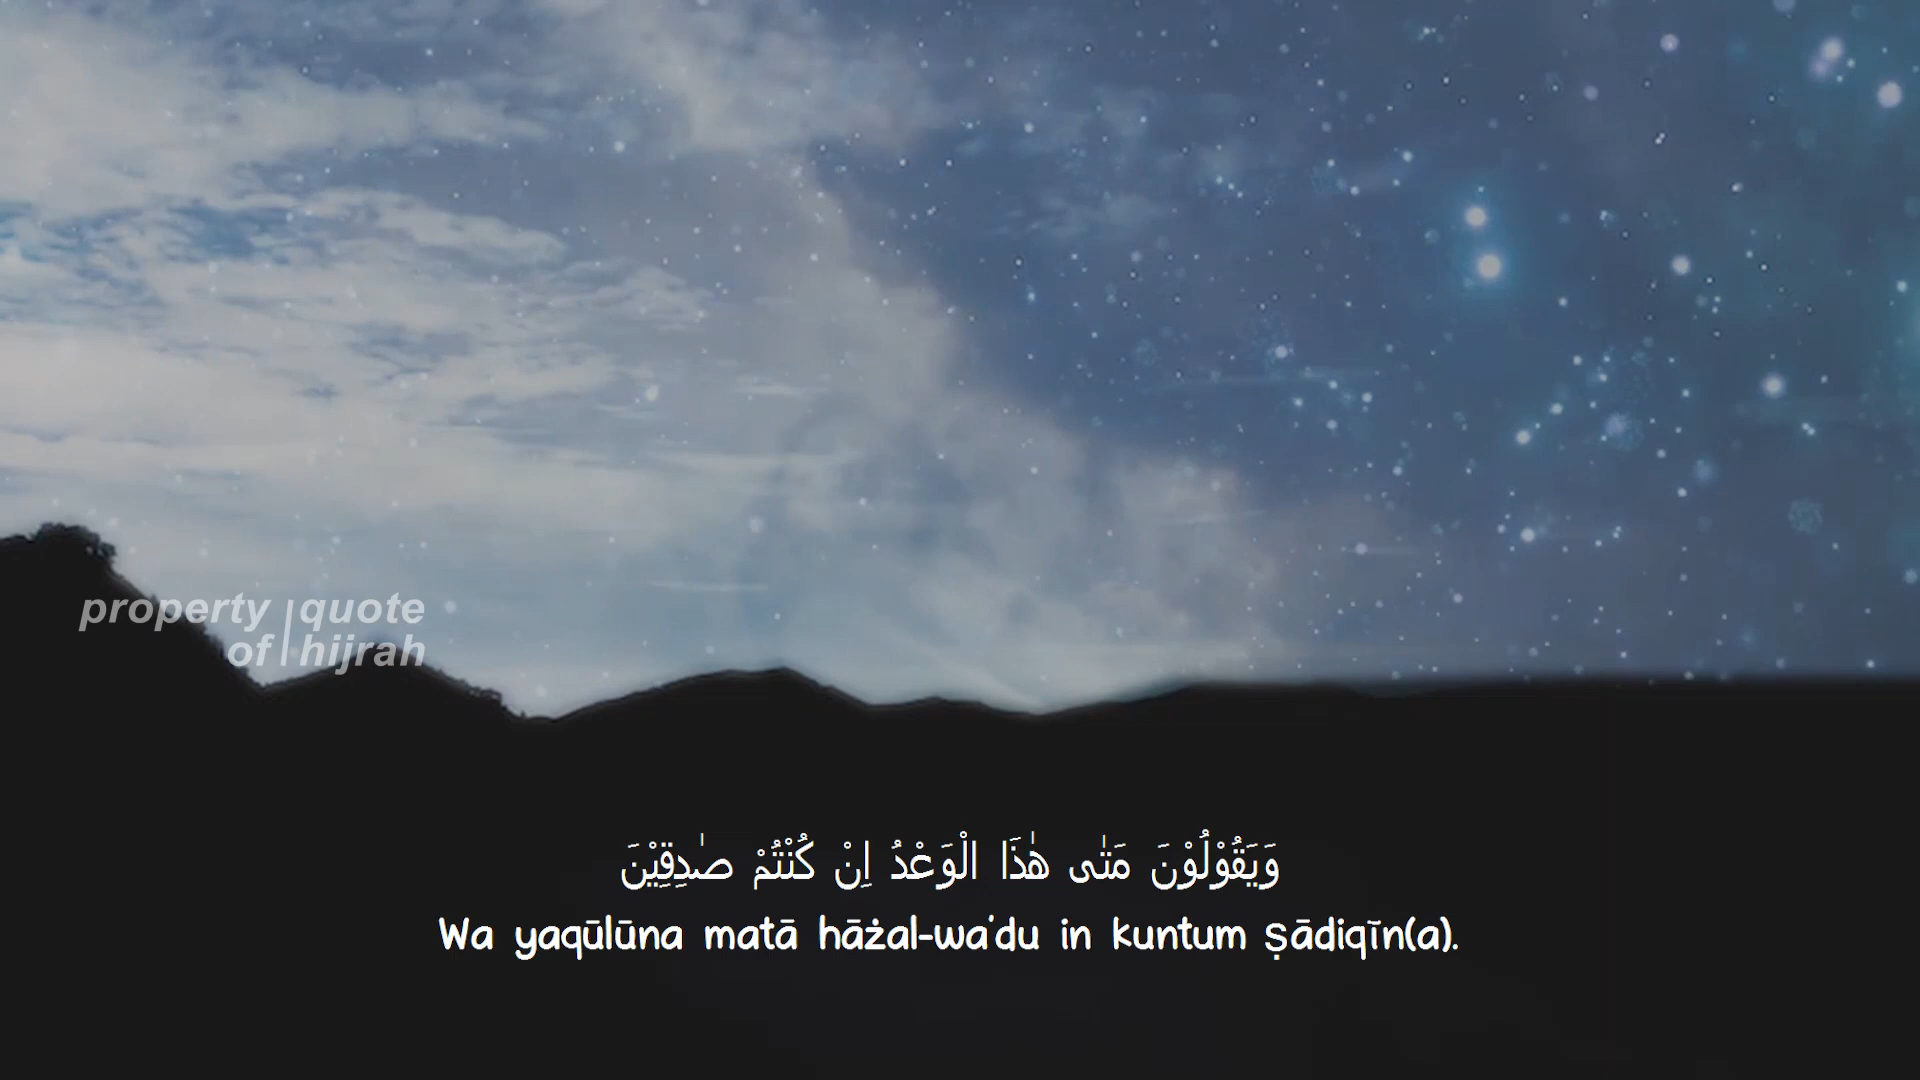 property | quote
of | hijrah
وَيَقُوْلُوْنَ مَتٰى هٰذَا الْوَعْدُ اِنْ كُنْتُمْ صٰدِقِيْنَ
Wa yaqūlūna matā hāżal-wa'du in kuntum ṣādiqīn(a).